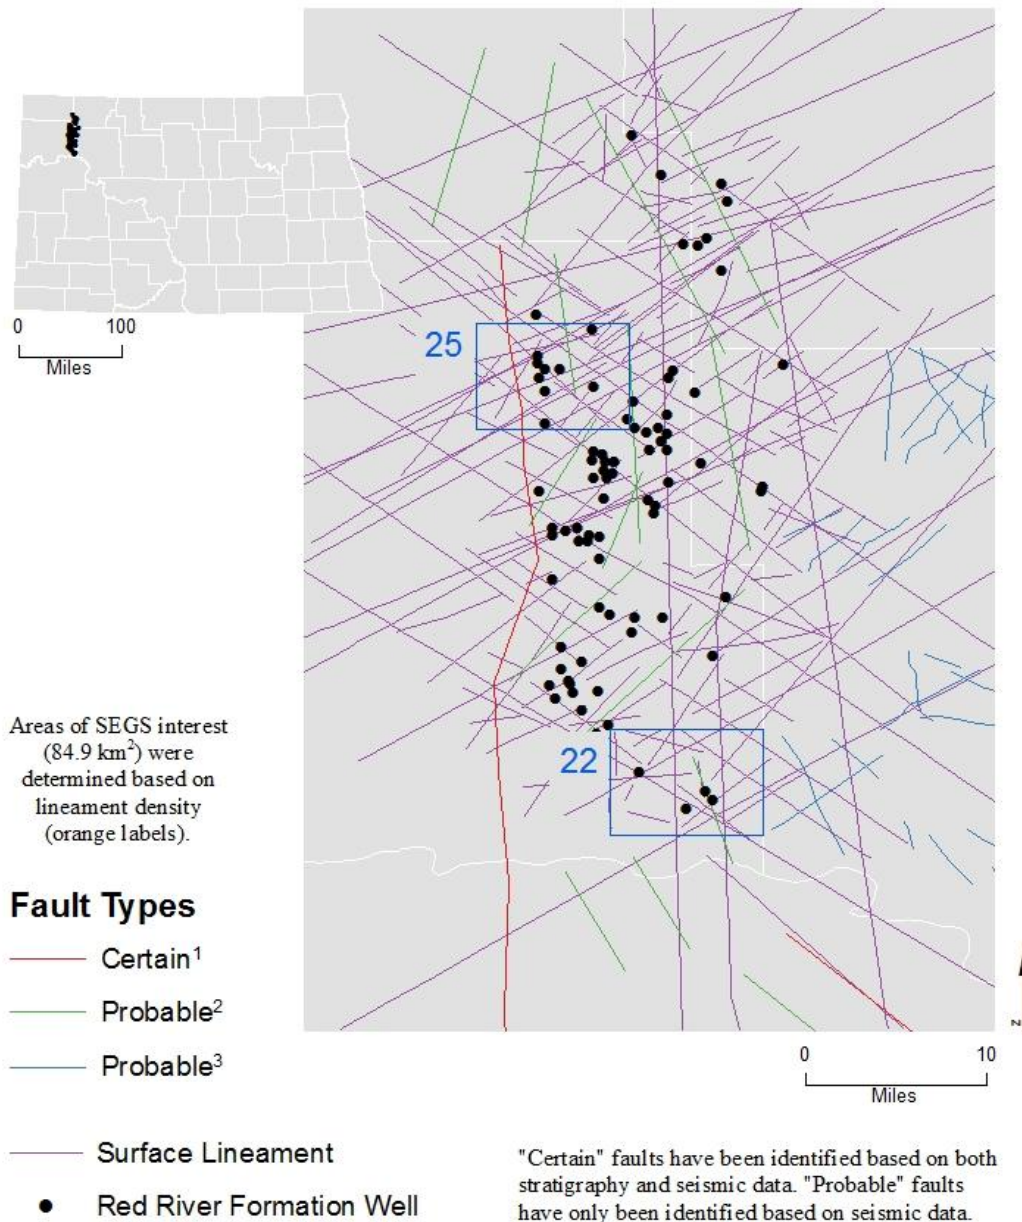 0 100
Miles
25
22
Areas of SEGS interest
(84.9 km²) were
determined based on
lineament density
(orange labels).
Fault Types
Certain¹
Probable²
Probable³
Surface Lineament
Red River Formation Well
0 10
Miles
"Certain" faults have been identified based on both
stratigraphy and seismic data. "Probable" faults
have only been identified based on seismic data.